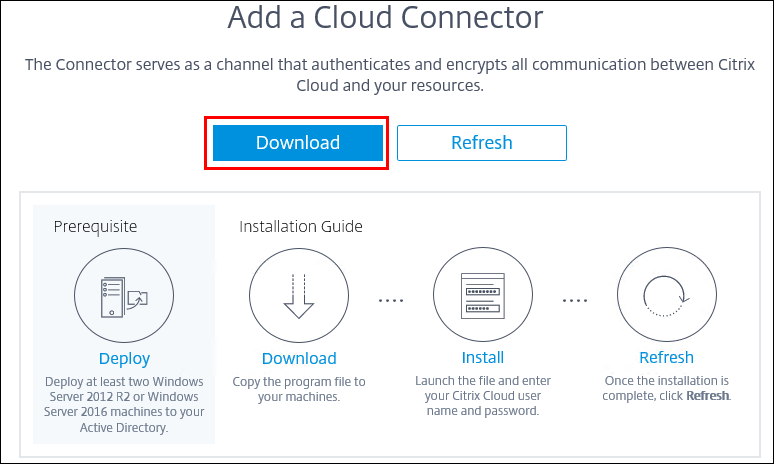 Add a Cloud Connector
The Connector serves as a channel that authenticates and encrypts all communication between Citrix
Cloud and your resources.
Download
Refresh
Prerequisite
Installation Guide
Deploy
Deploy at least two Windows
Server 2012 R2 or Windows
Server 2016 machines to your
Active Directory.
Download
Copy the program file to
your machines.
Install
Launch the file and enter
your Citrix Cloud user
name and password.
Refresh
Once the installation is
complete, click Refresh.